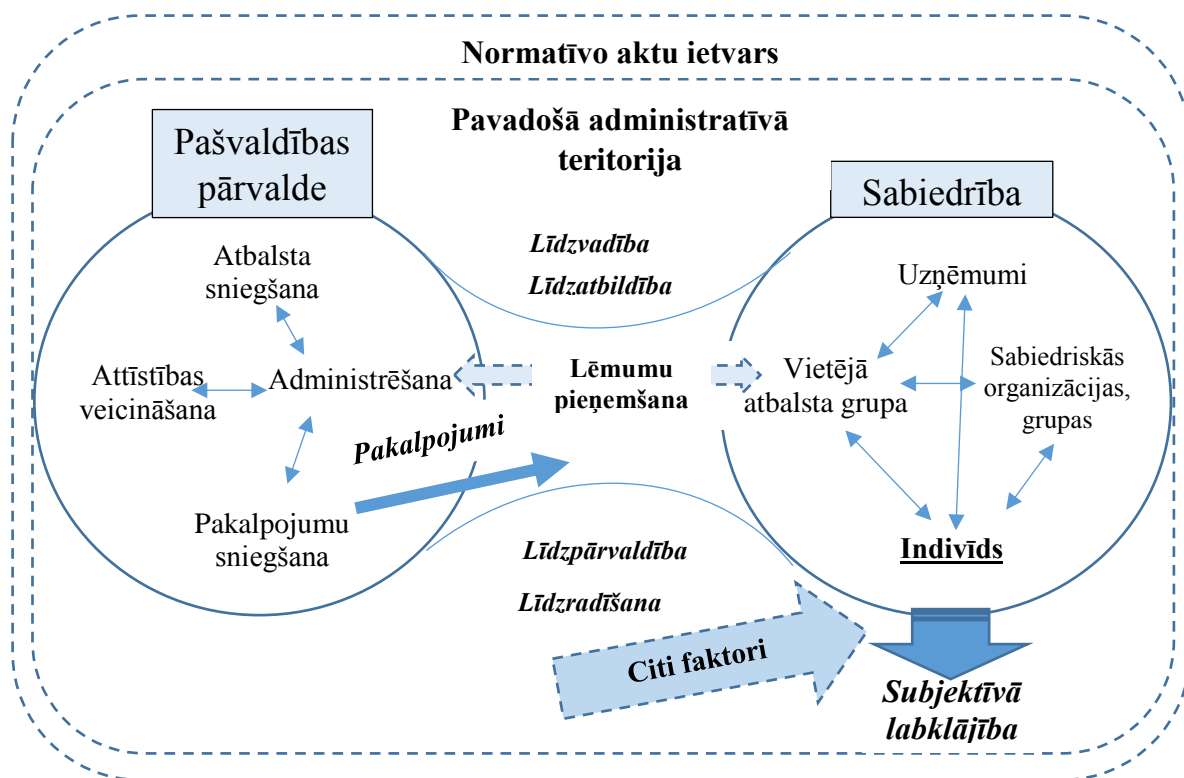 Normatīvo aktu ietvars
Pavadošā administratīvā
teritorija
Pašvaldības
pārvalde
Sabiedrība
Atbalsta
sniegšana
Attīstības
veicināšana
Administrēšana
Pakalpojumu
sniegšana
Līdzvadība
Līdzatbildība
Lēmumu
pieņemšana
Pakalpojumi
Līdzpārvaldība
Līdzradīšana
Uzņēmumi
Vietējā
atbalsta grupa
Sabiedriskās
organizācijas,
grupas
Indivīds
Citi faktori
Subjektīvā
labklājība